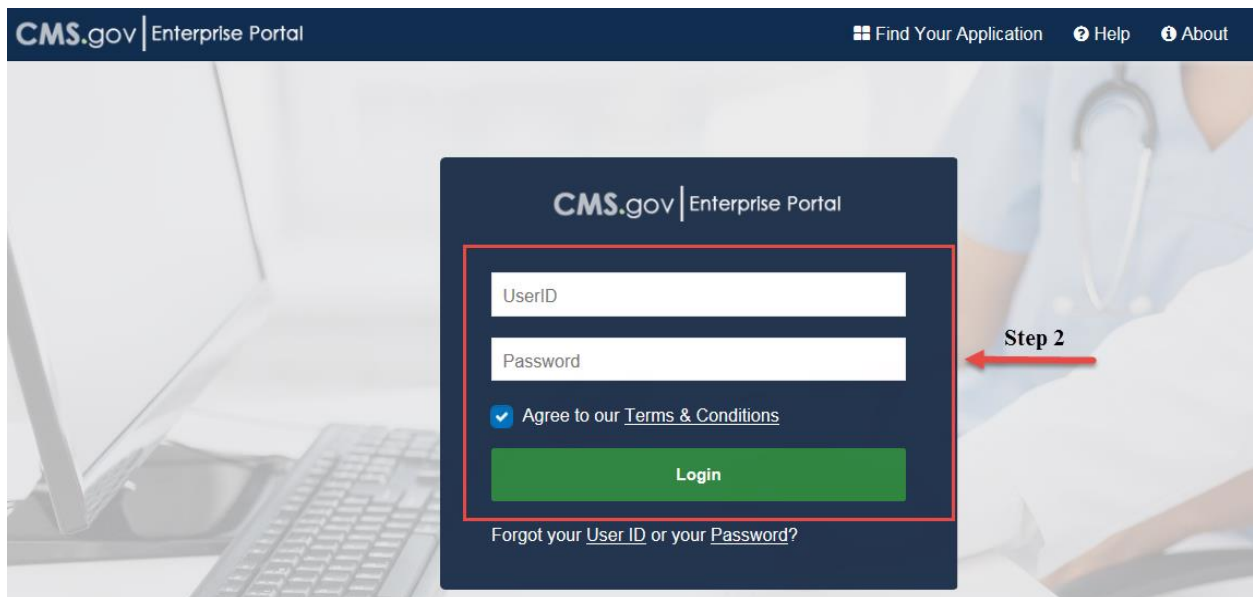 CMS.gov Enterprise Portal Find Your Application Help About
CMS.gov Enterprise Portal
UserID
Step 2
Password
Agree to our Terms & Conditions
Login
Forgot your User ID or your Password?